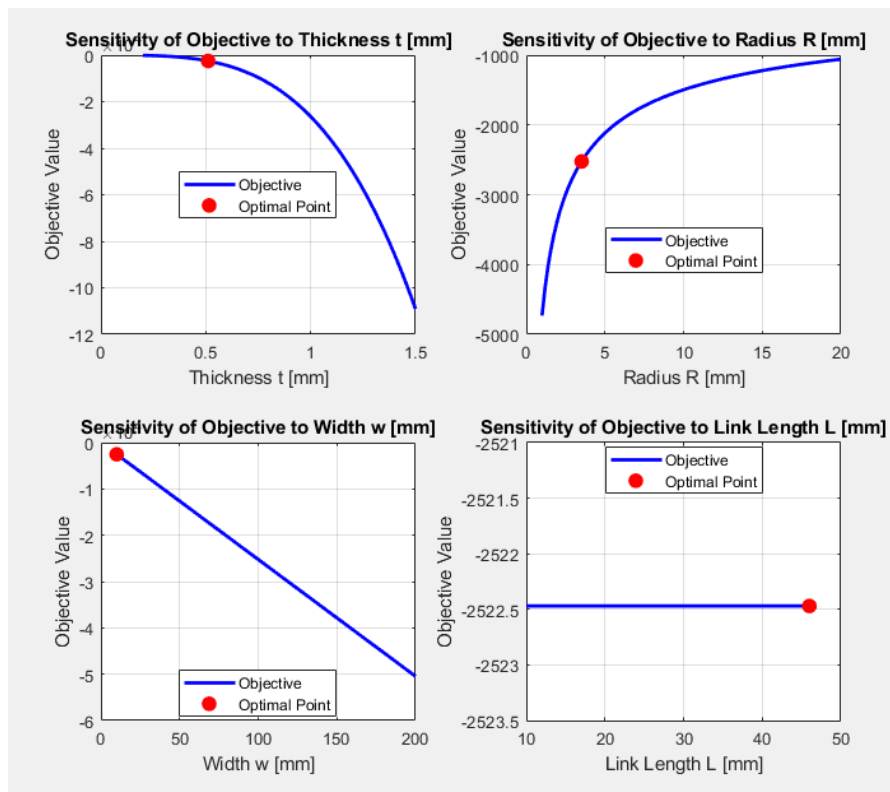 Sensitivity of Objective to Thickness t [mm]
0
-2
-4
-6
-8
-10
-12
Objective Value
Objective
Optimal Point
0 0.5 1 1.5
Thickness t [mm]
Sensitivity of Objective to Radius R [mm]
-1000
-2000
-3000
-4000
-5000
Objective Value
Objective
Optimal Point
0 5 10 15 20
Radius R [mm]
Sensitivity of Objective to Width w [mm]
0
-1
-2
-3
-4
-5
-6
Objective Value
Objective
Optimal Point
0 50 100 150 200
Width w [mm]
Sensitivity of Objective to Link Length L [mm]
-2521
-2521.5
-2522
-2522.5
-2523
-2523.5
Objective Value
Objective
Optimal Point
10 20 30 40 50
Link Length L [mm]